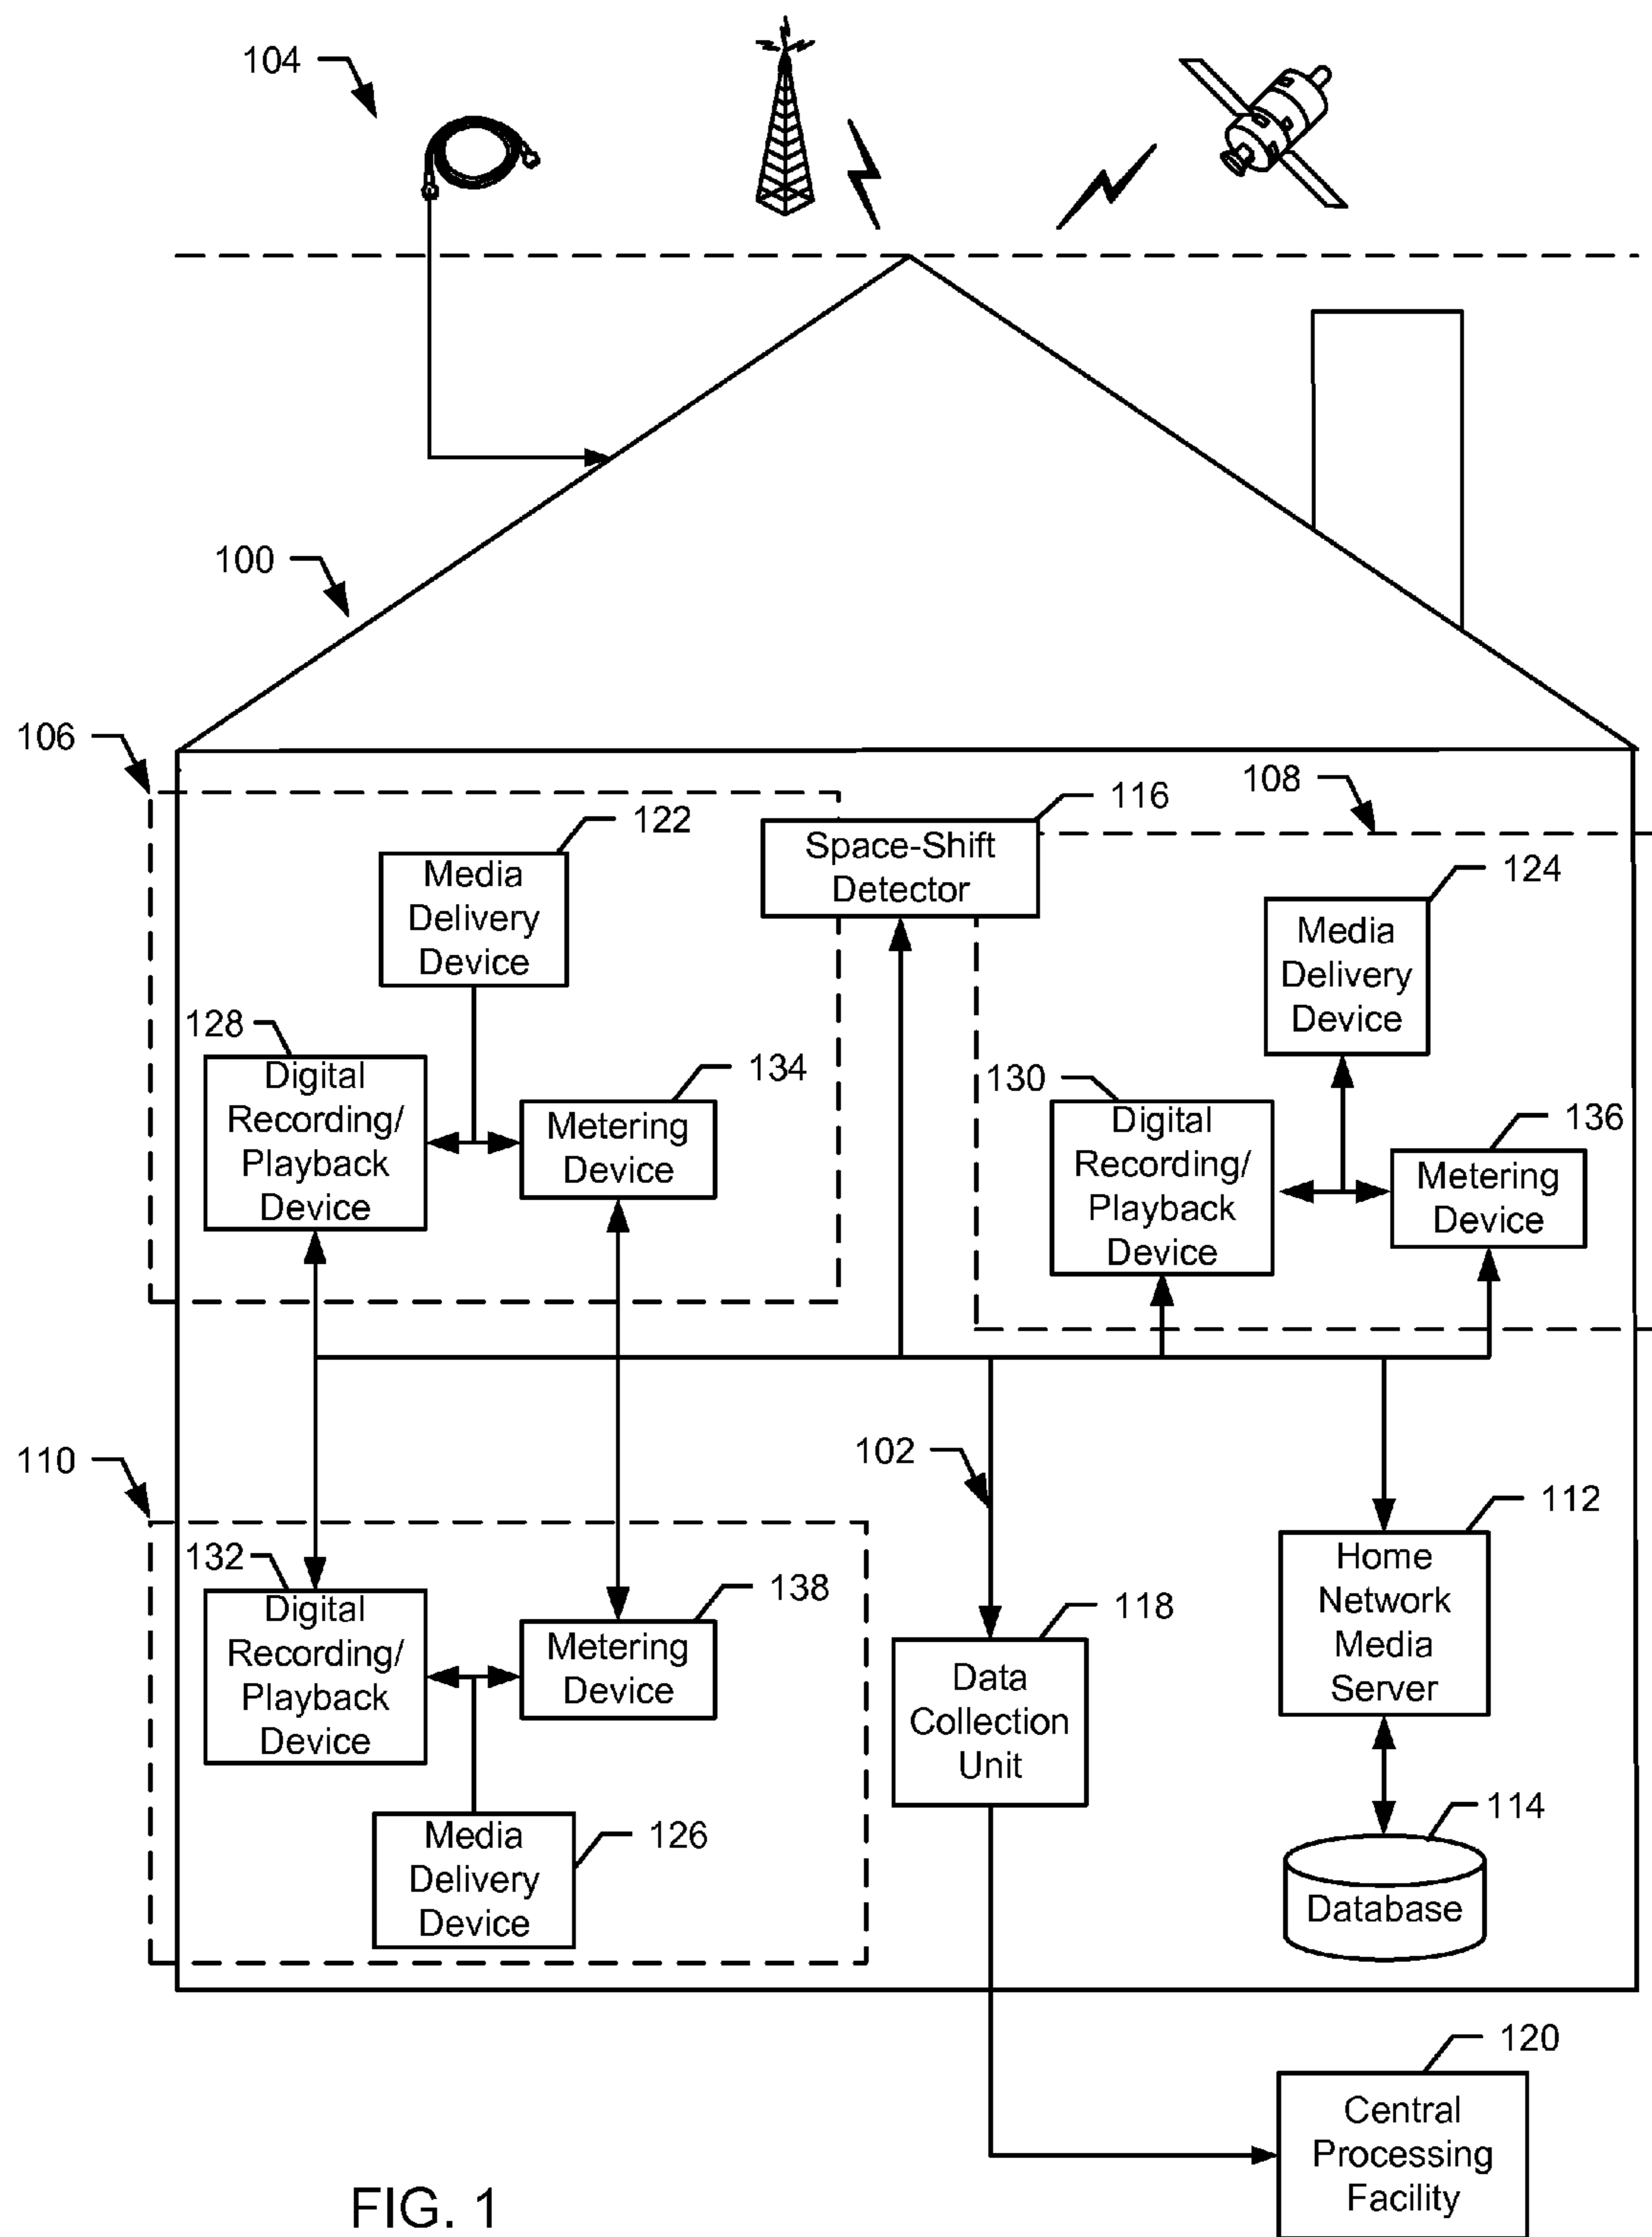 104
100
106
108
116
Space-Shift
Detector
122
Media
Delivery
Device
124
Media
Delivery
Device
128
Digital
Recording/
Playback
Device
134
Metering
Device
130
Digital
Recording/
Playback
Device
136
Metering
Device
110
102
112
Home
Network
Media
Server
132
Digital
Recording/
Playback
Device
138
Metering
Device
118
Data
Collection
Unit
126
Media
Delivery
Device
114
Database
120
Central
Processing
Facility
FIG. 1